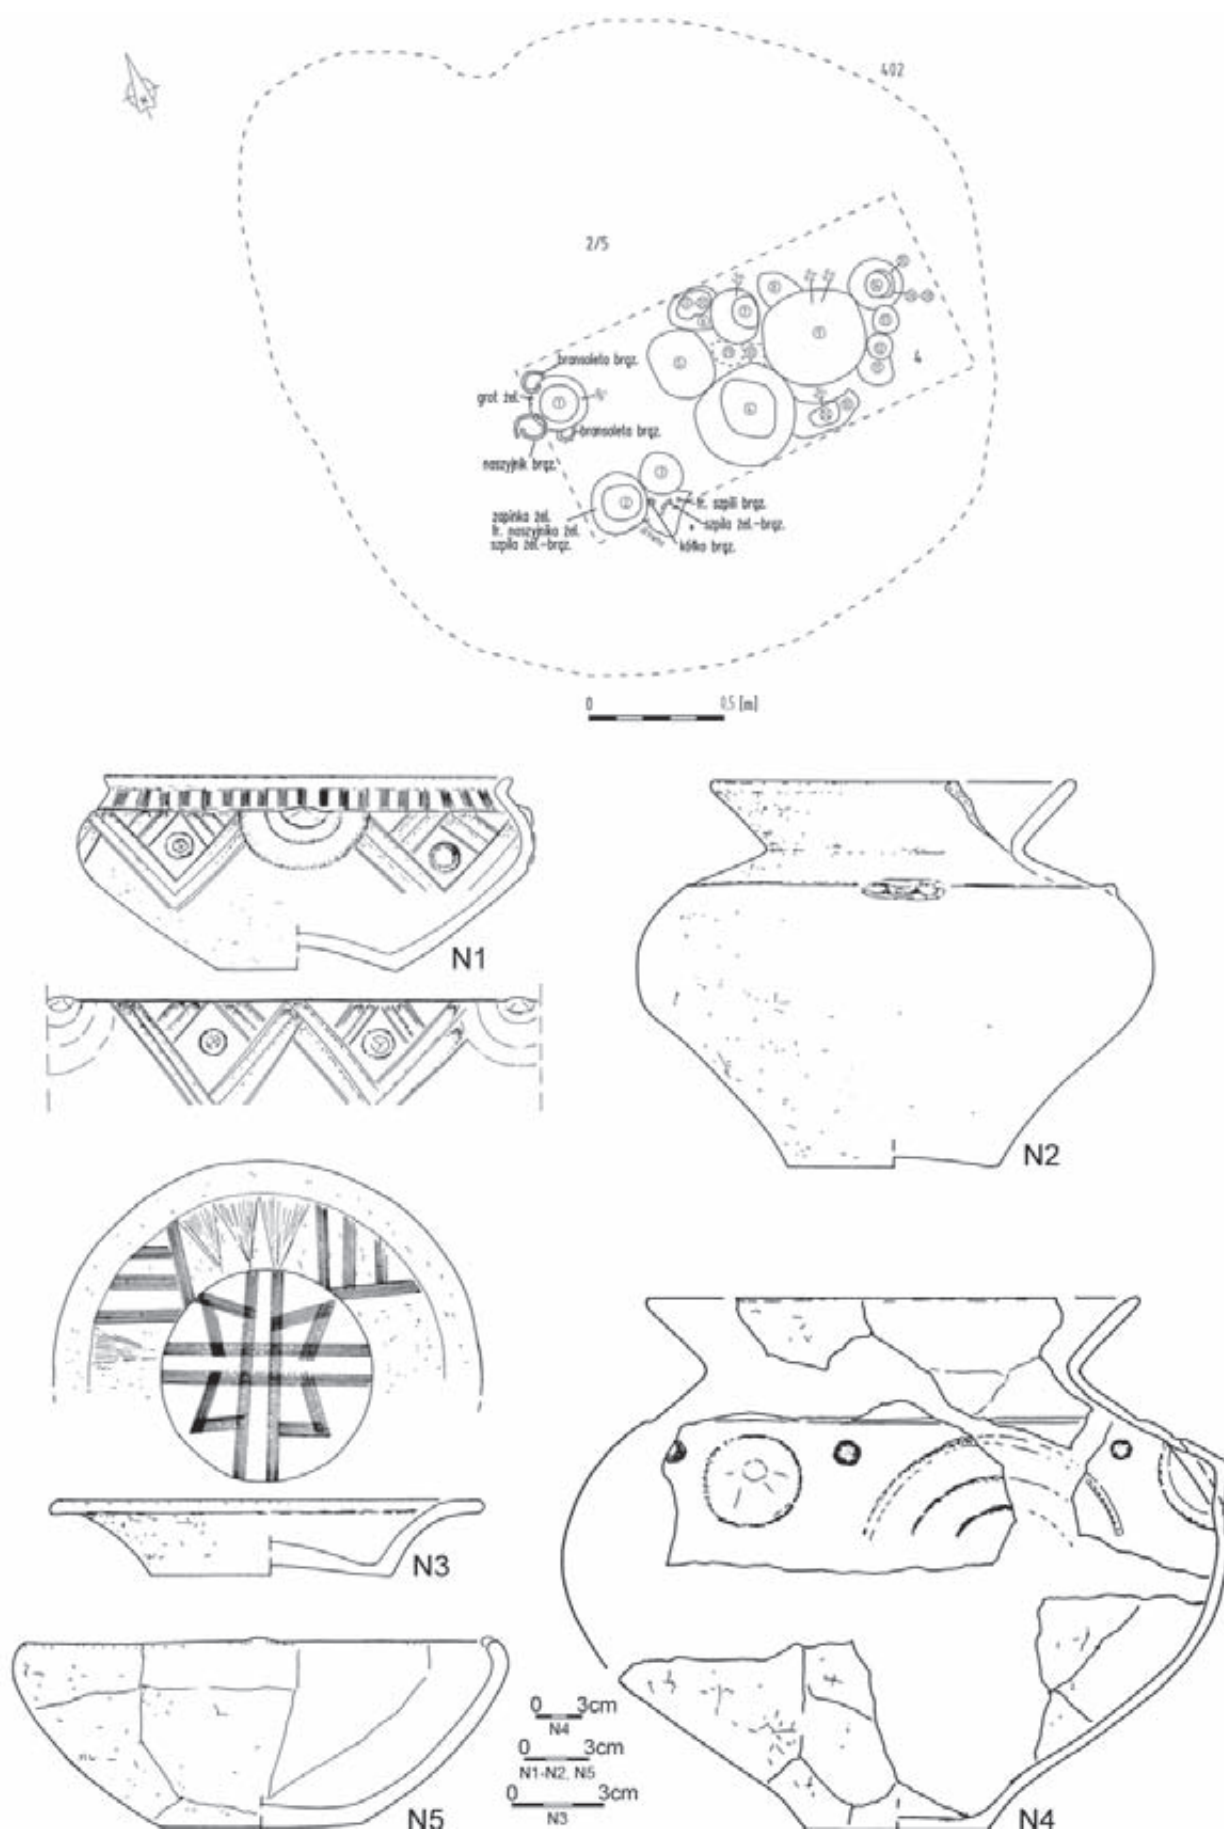 402
2/5
bransoleta brąz.
grot żel.
4
bransoleta brąz.
naszyjnik brąz.
fr. szpili brąz.
zapinka żel.
szpila żel.-brąz.
fr. naszyjnika żel.
szpila żel.-brąz.
kółko brąz.
0 0,5 [m]
N1
N2
N3
0 3cm
N4
0 3cm
N1-N2, N5
0 3cm
N3
N5
N4